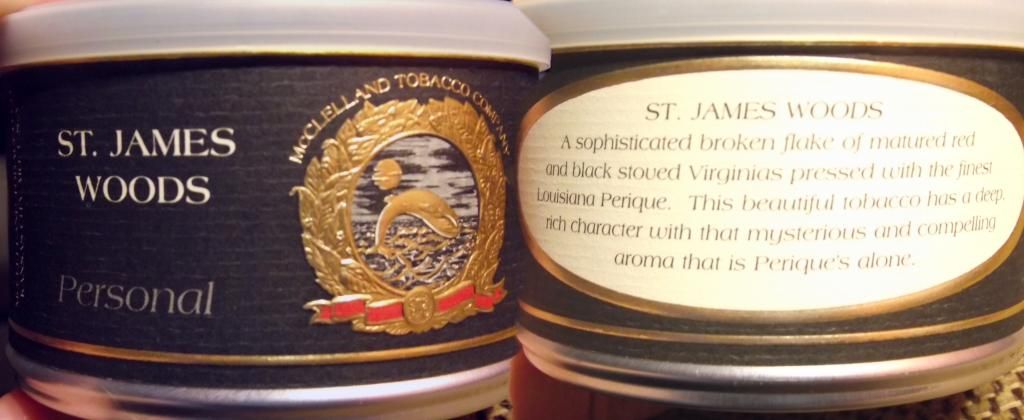 ST. JAMES
WOODS
McCLELLAND TOBACCO COMPANY
Personal
ST. JAMES WOODS
A sophisticated broken flake of matured red
and black stoved Virginias pressed with the finest
Louisiana Perique. This beautiful tobacco has a deep,
rich character with that mysterious and compelling
aroma that is Perique's alone.